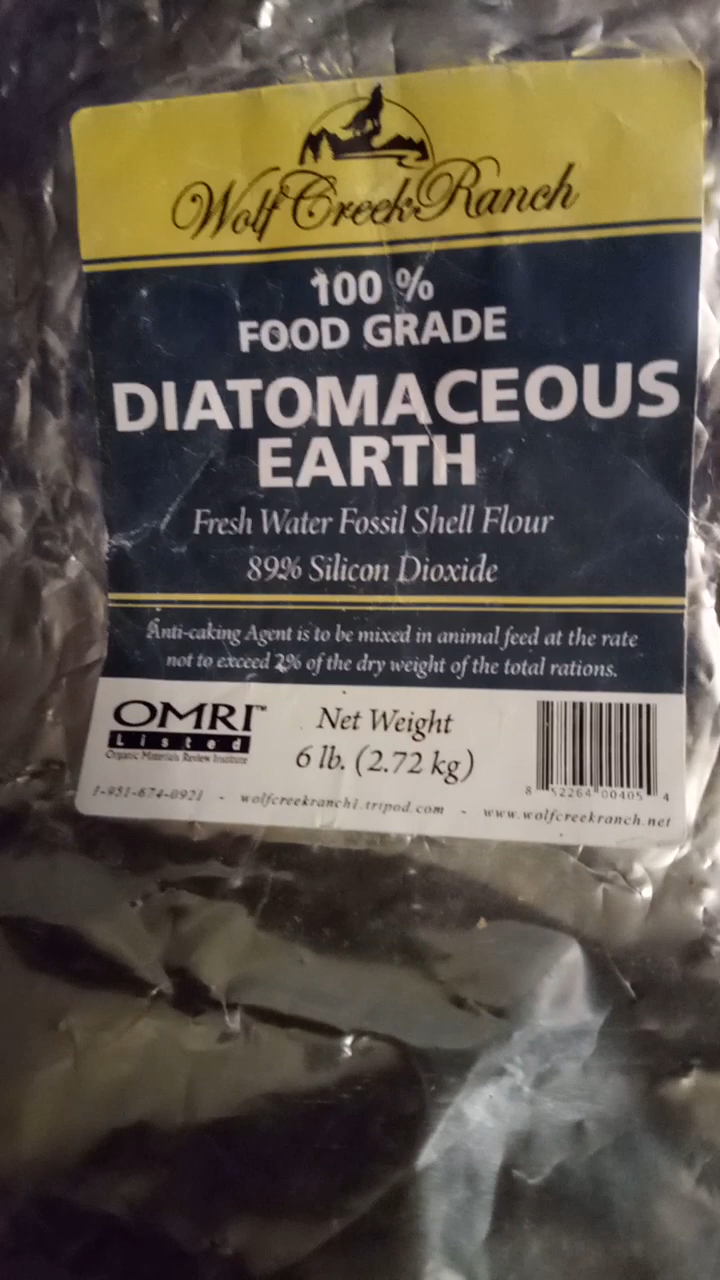 Wolf Creek Ranch
100 %
FOOD GRADE
DIATOMACEOUS
EARTH
Fresh Water Fossil Shell Flour
89% Silicon Dioxide
Anti-caking Agent is to be mixed in animal feed at the rate
not to exceed 2% of the dry weight of the total rations.
OMRI™
Listed
Organic Materials Review Institute
Net Weight
6 lb. (2.72 kg)
8 52264 00405 4
1-951-674-0921 - wolfcreekranch1.tripod.com - www.wolfcreekranch.net